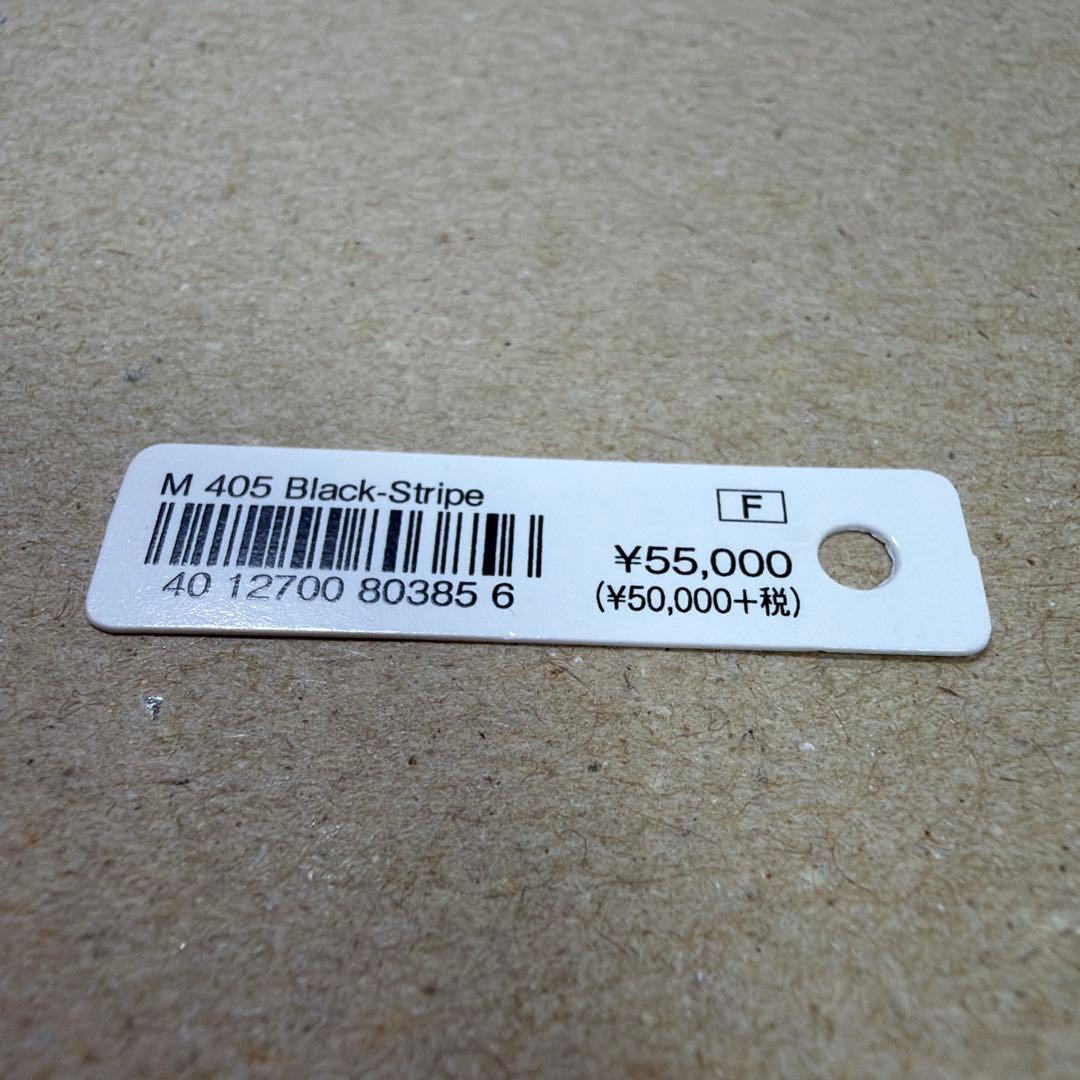 M 405 Black-Stripe
40 12700 80385 6
F
¥55,000
(¥50,000+税)